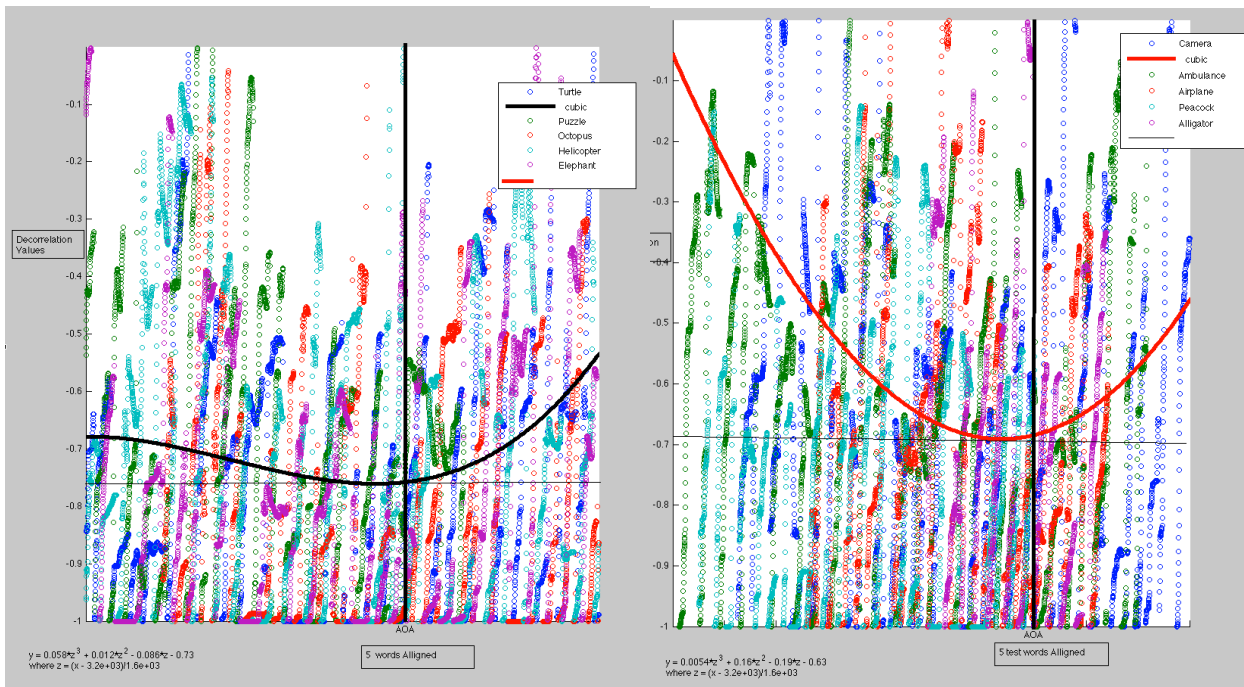 -0.1
-0.2
-0.3
-0.4
-0.5
-0.6
-0.7
-0.8
-0.9
-1
Decorrelation
Values
Turtle
cubic
Puzzle
Octopus
Helicopter
Elephant
AOA
5 words Alligned
y = 0.058*z^3 + 0.012*z^2 - 0.086*z - 0.73
where z = (x - 3.2e+03)/1.6e+03
-0.1
-0.2
-0.3
-0.4
-0.5
-0.6
-0.7
-0.8
-0.9
-1
on
Camera
cubic
Ambulance
Airplane
Peacock
Alligator
AOA
5 test words Alligned
y = 0.0054*z^3 + 0.16*z^2 - 0.19*z - 0.63
where z = (x - 3.2e+03)/1.6e+03